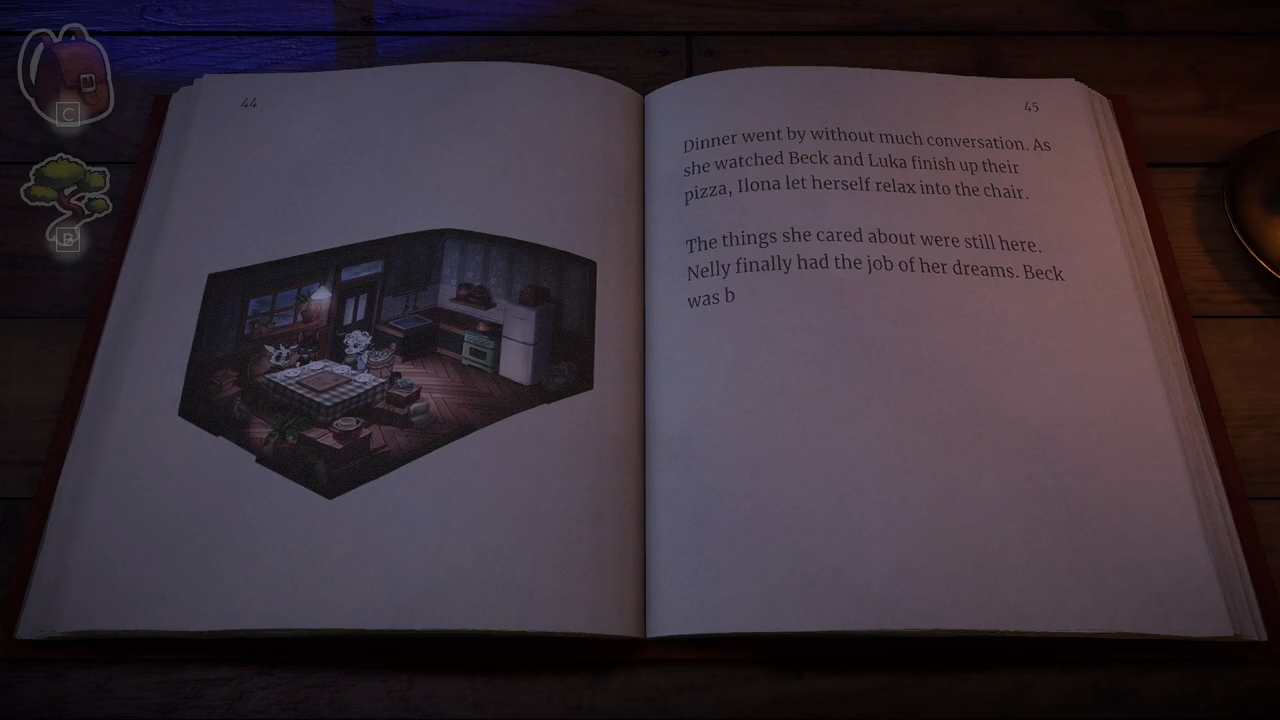 44
45
Dinner went by without much conversation. As
she watched Beck and Luka finish up their
pizza, Ilona let herself relax into the chair.
The things she cared about were still here.
Nelly finally had the job of her dreams. Beck
was b
C
B